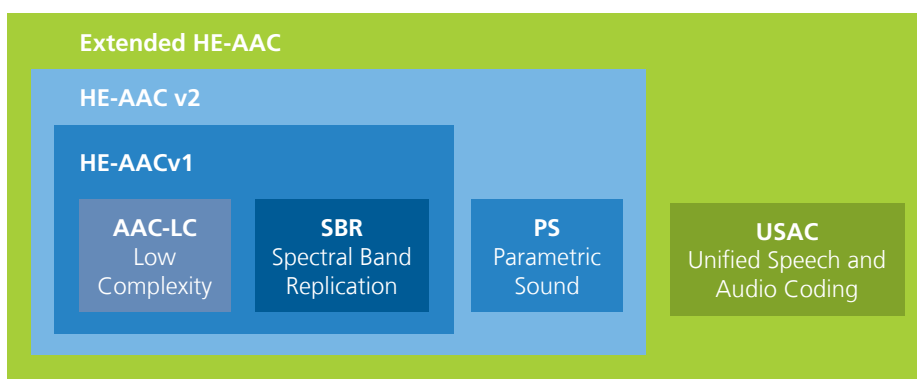 Extended HE-AAC
HE-AAC v2
HE-AACv1
AAC-LC
Low
Complexity
SBR
Spectral Band
Replication
PS
Parametric
Sound
USAC
Unified Speech and
Audio Coding